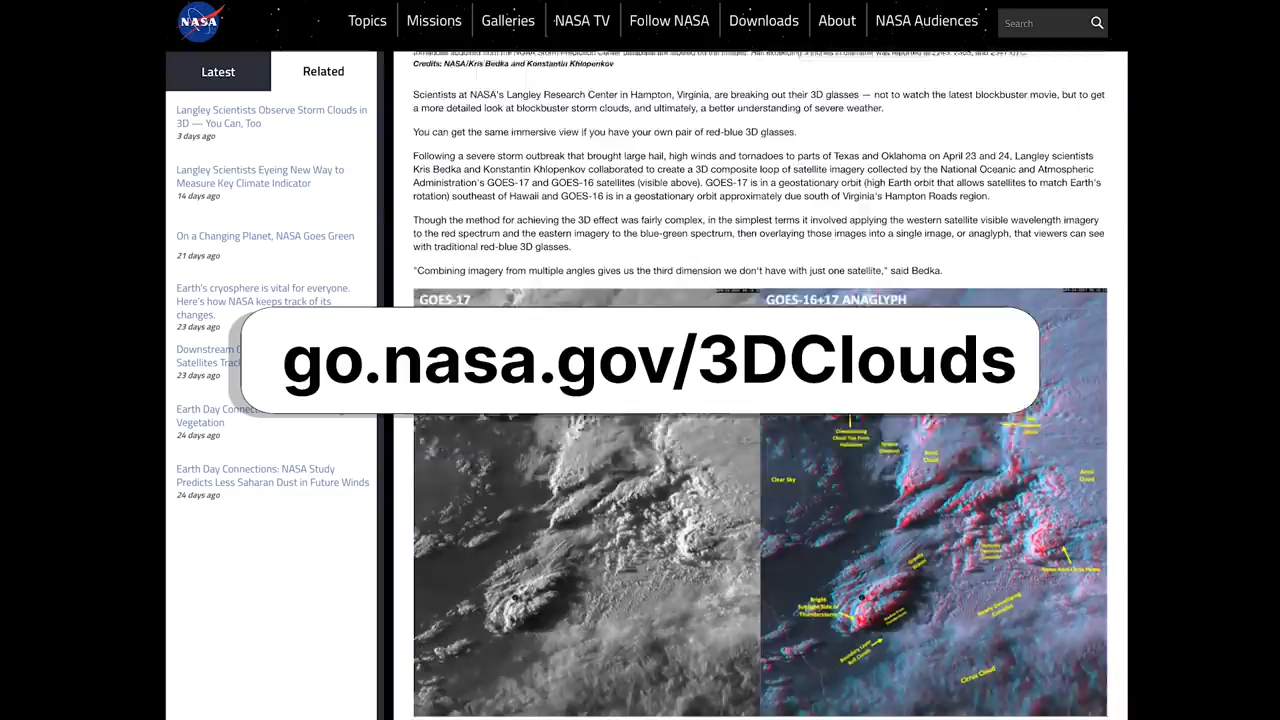 NASA
Topics
Missions
Galleries
NASA TV
Follow NASA
Downloads
About
NASA Audiences
Search
Latest
Related
Langley Scientists Observe Storm Clouds in
3D — You Can, Too
3 days ago
Langley Scientists Eyeing New Way to
Measure Key Climate Indicator
14 days ago
On a Changing Planet, NASA Goes Green
21 days ago
Earth's cryosphere is vital for everyone.
Here's how NASA keeps track of its
changes.
23 days ago
Downstream
Satellites
23 days ago
Earth Day
Vegetation
24 days ago
Earth Day Connections: NASA Study
Predicts Less Saharan Dust in Future Winds
24 days ago
Credits: NASA/Kris Bedka and Konstantin Khlopenkov
Scientists at NASA's Langley Research Center in Hampton, Virginia, are breaking out their 3D glasses — not to watch the latest blockbuster movie, but to get
a more detailed look at blockbuster storm clouds, and ultimately, a better understanding of severe weather.
You can get the same immersive view if you have your own pair of red-blue 3D glasses.
Following a severe storm outbreak that brought large hail, high winds and tornadoes to parts of Texas and Oklahoma on April 23 and 24, Langley scientists
Kris Bedka and Konstantin Khlopenkov collaborated to create a 3D composite loop of satellite imagery collected by the National Oceanic and Atmospheric
Administration's GOES-17 and GOES-16 satellites (visible above). GOES-17 is in a geostationary orbit (high Earth orbit that allows satellites to match Earth's
rotation) southeast of Hawaii and GOES-16 is in a geostationary orbit approximately due south of Virginia's Hampton Roads region.
Though the method for achieving the 3D effect was fairly complex, in the simplest terms it involved applying the western satellite visible wavelength imagery
to the red spectrum and the eastern imagery to the blue-green spectrum, then overlaying those images into a single image, or anaglyph, that viewers can see
with traditional red-blue 3D glasses.
"Combining imagery from multiple angles gives us the third dimension we don't have with just one satellite," said Bedka.
GOES-17
GOES-16+17 ANAGLYPH
go.nasa.gov/3DClouds
Clear Sky
Anvil
Cloud
Anvil
Cloud
Bright
Sunlight Side of
Thunderstorm
Newly Developing
Cirrus Cloud